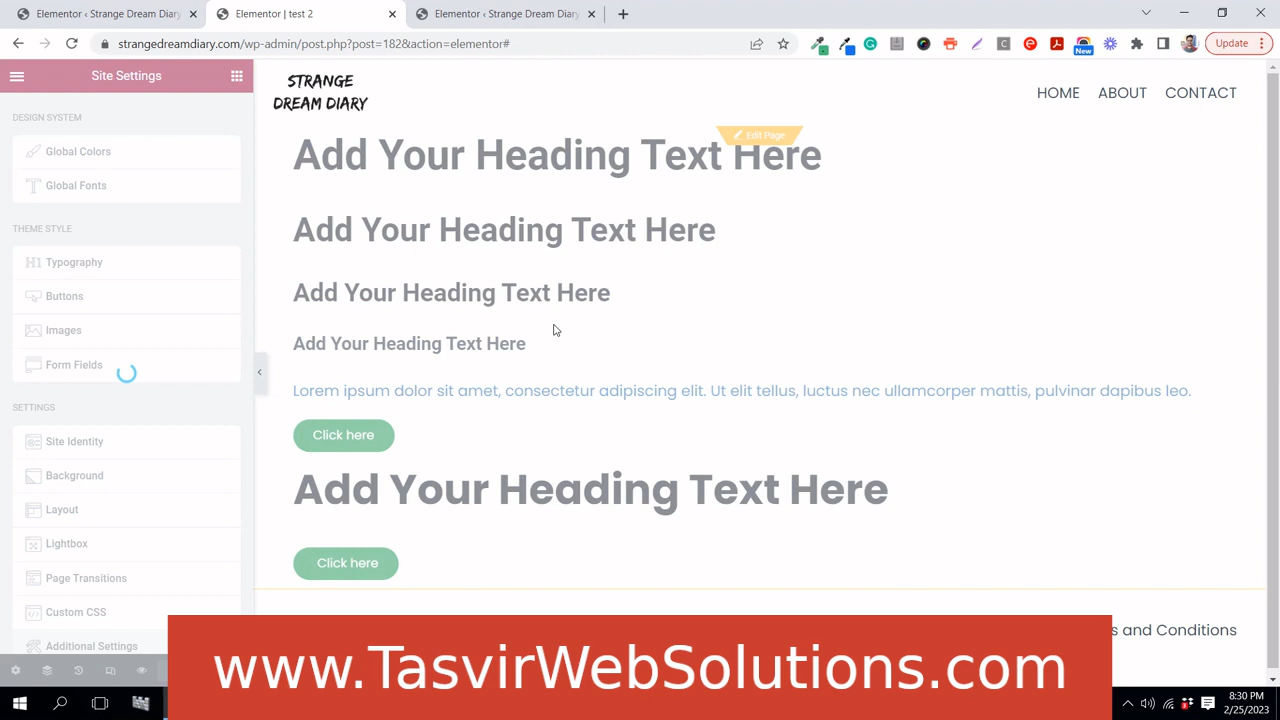 Elementor ‹ Strange Dream Diary
Elementor | test 2
Elementor ‹ Strange Dream Diary
strangedreamdiary.com/wp-admin/post.php?post=182&action=elementor#
New
Update
Site Settings
DESIGN SYSTEM
Global Colors
Global Fonts
THEME STYLE
Typography
Buttons
Images
Form Fields
SETTINGS
Site Identity
Background
Layout
Lightbox
Page Transitions
Custom CSS
Additional Settings
STRANGE
DREAM DIARY
HOME ABOUT CONTACT
Edit Page
Add Your Heading Text Here
Add Your Heading Text Here
Add Your Heading Text Here
Add Your Heading Text Here
Lorem ipsum dolor sit amet, consectetur adipiscing elit. Ut elit tellus, luctus nec ullamcorper mattis, pulvinar dapibus leo.
Click here
Add Your Heading Text Here
Click here
s and Conditions
www.TasvirWebSolutions.com
8:30 PM
2/25/2023